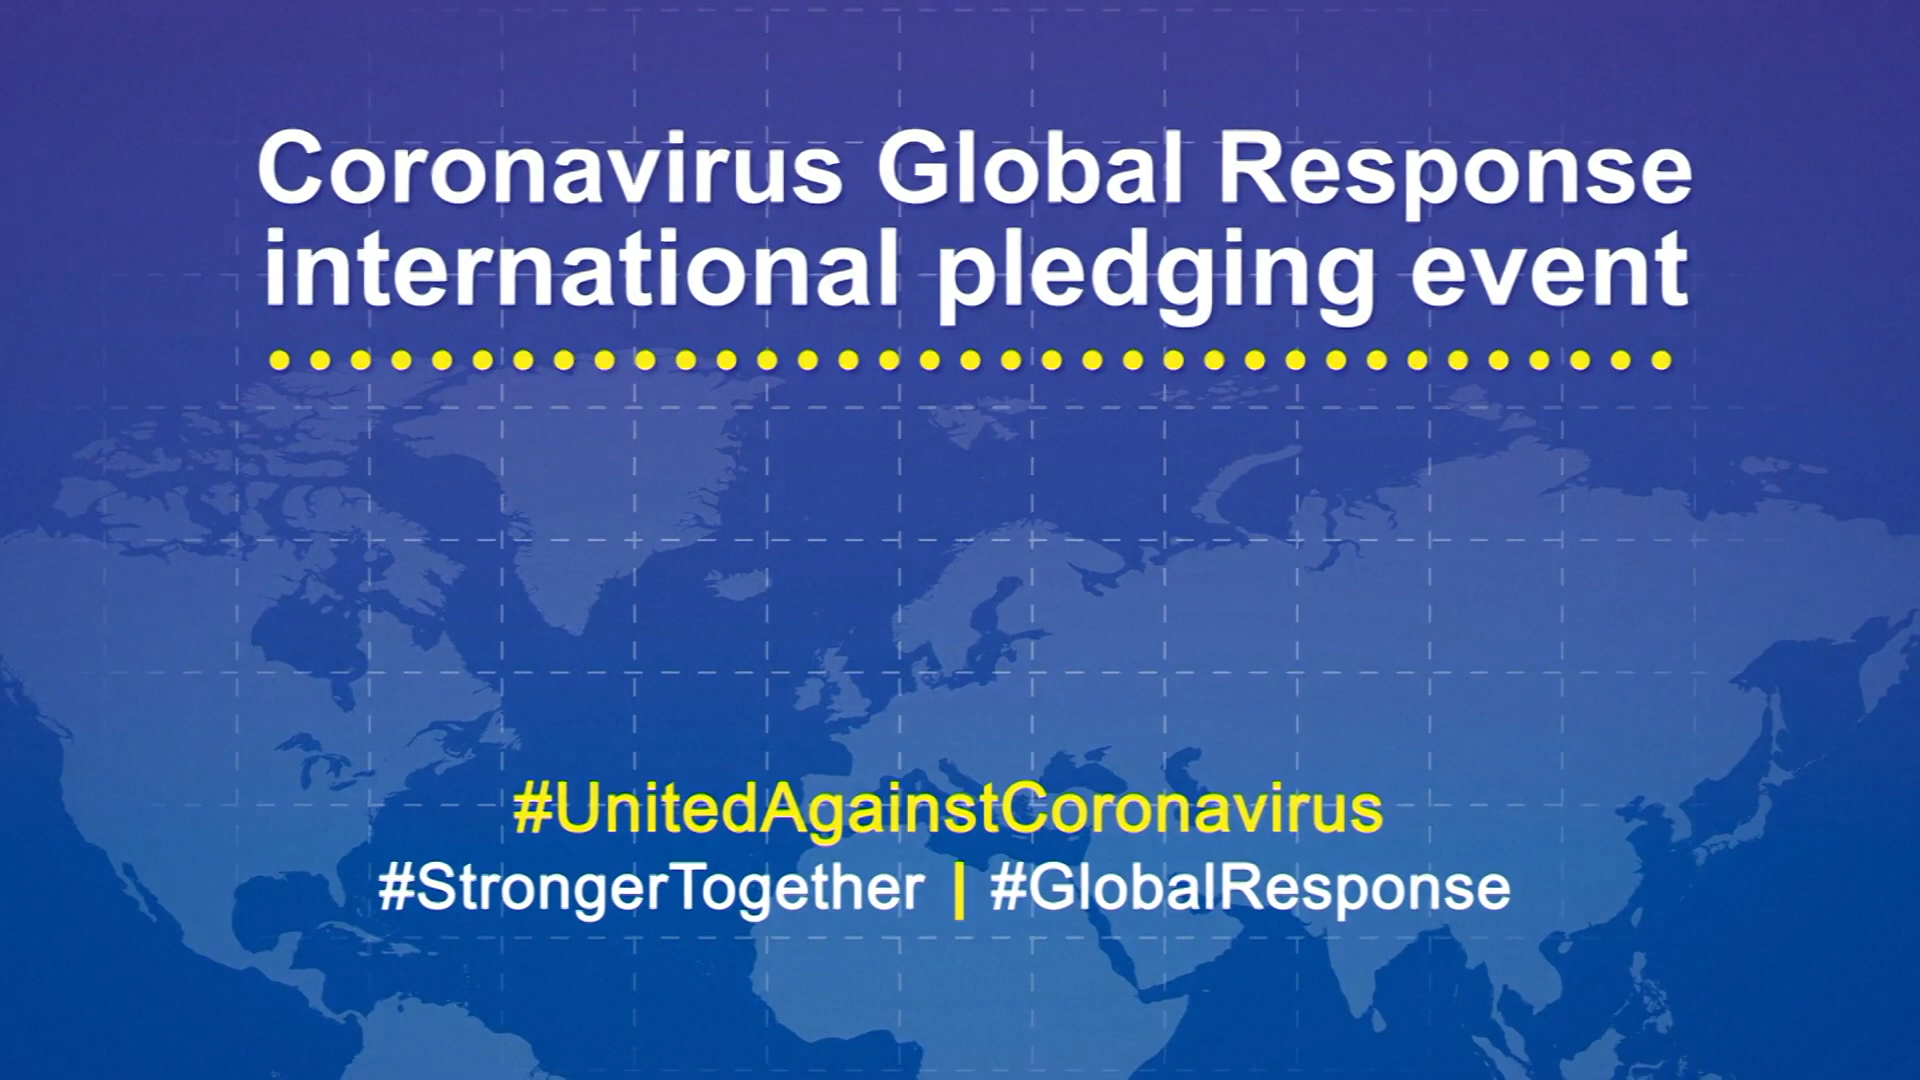 Coronavirus Global Response
international pledging event
#UnitedAgainstCoronavirus
#StrongerTogether | #GlobalResponse